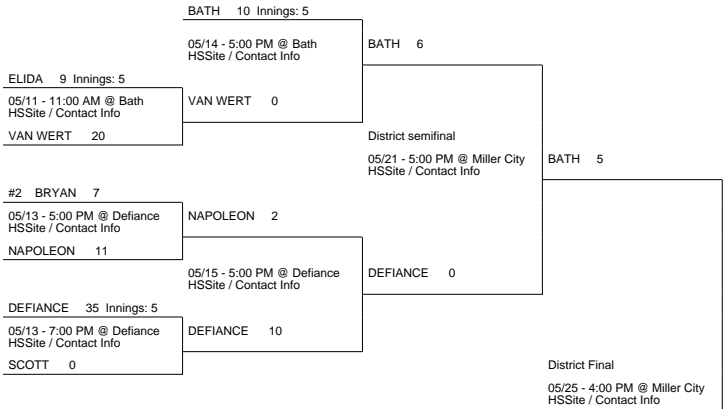 BATH 10 Innings: 5
05/14 - 5:00 PM @ Bath
HSSite / Contact Info
BATH 6
ELIDA 9 Innings: 5
05/11 - 11:00 AM @ Bath
HSSite / Contact Info
VAN WERT 0
VAN WERT 20
District semifinal
05/21 - 5:00 PM @ Miller City
HSSite / Contact Info
BATH 5
#2 BRYAN 7
05/13 - 5:00 PM @ Defiance
HSSite / Contact Info
NAPOLEON 2
NAPOLEON 11
05/15 - 5:00 PM @ Defiance
HSSite / Contact Info
DEFIANCE 0
DEFIANCE 35 Innings: 5
05/13 - 7:00 PM @ Defiance
HSSite / Contact Info
DEFIANCE 10
SCOTT 0
District Final
05/25 - 4:00 PM @ Miller City
HSSite / Contact Info